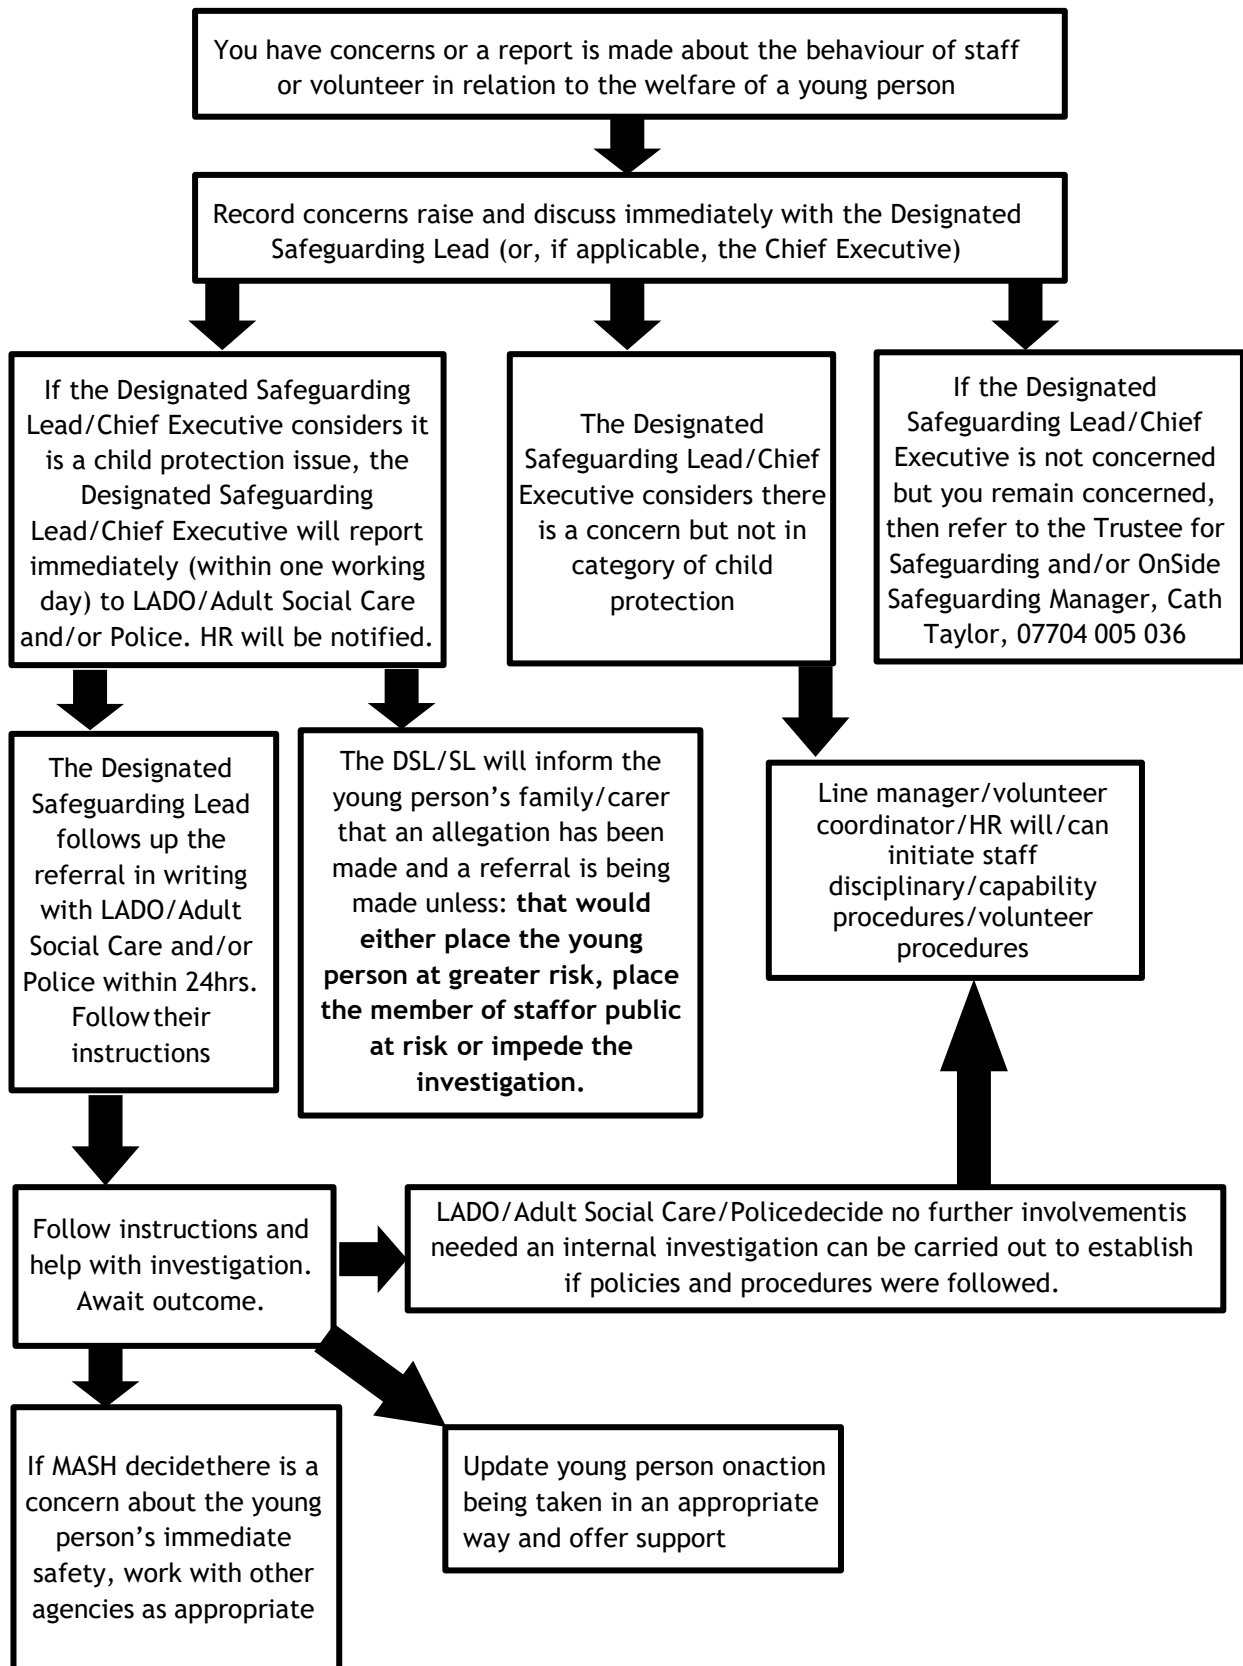 You have concerns or a report is made about the behaviour of staff
or volunteer in relation to the welfare of a young person
Record concerns raise and discuss immediately with the Designated
Safeguarding Lead (or, if applicable, the Chief Executive)
If the Designated Safeguarding
Lead/Chief Executive considers it
is a child protection issue, the
Designated Safeguarding
Lead/Chief Executive will report
immediately (within one working
day) to LADO/Adult Social Care
and/or Police. HR will be notified.
The Designated
Safeguarding Lead/Chief
Executive considers there
is a concern but not in
category of child
protection
If the Designated
Safeguarding Lead/Chief
Executive is not concerned
but you remain concerned,
then refer to the Trustee for
Safeguarding and/or OnSide
Safeguarding Manager, Cath
Taylor, 07704 005 036
The Designated
Safeguarding Lead
follows up the
referral in writing
with LADO/Adult
Social Care and/or
Police within 24hrs.
Followtheir
instructions
The DSL/SL will inform the
young person’s family/carer
that an allegation has been
made and a referral is being
made unless: that would
either place the young
person at greater risk, place
the member of staffor public
at risk or impede the
investigation.
Line manager/volunteer
coordinator/HR will/can
initiate staff
disciplinary/capability
procedures/volunteer
procedures
Follow instructions and
help with investigation.
Await outcome.
LADO/Adult Social Care/Policedecide no further involvementis
needed an internal investigation can be carried out to establish
if policies and procedures were followed.
If MASH decidethere is a
concern about the young
person’s immediate
safety, work with other
agencies as appropriate
Update young person onaction
being taken in an appropriate
way and offer support